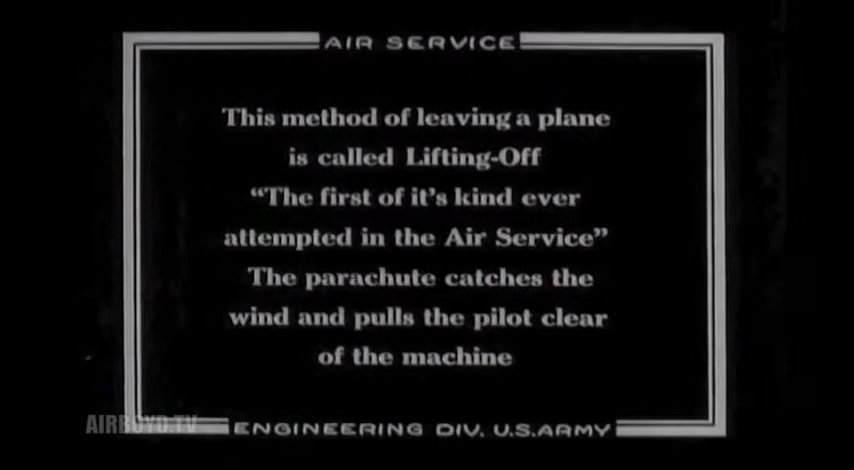 AIR SERVICE
This method of leaving a plane
is called Lifting-Off
"The first of it's kind ever
attempted in the Air Service"
The parachute catches the
wind and pulls the pilot clear
of the machine
AIRBOYD.TV
ENGINEERING DIV. U.S.ARMY